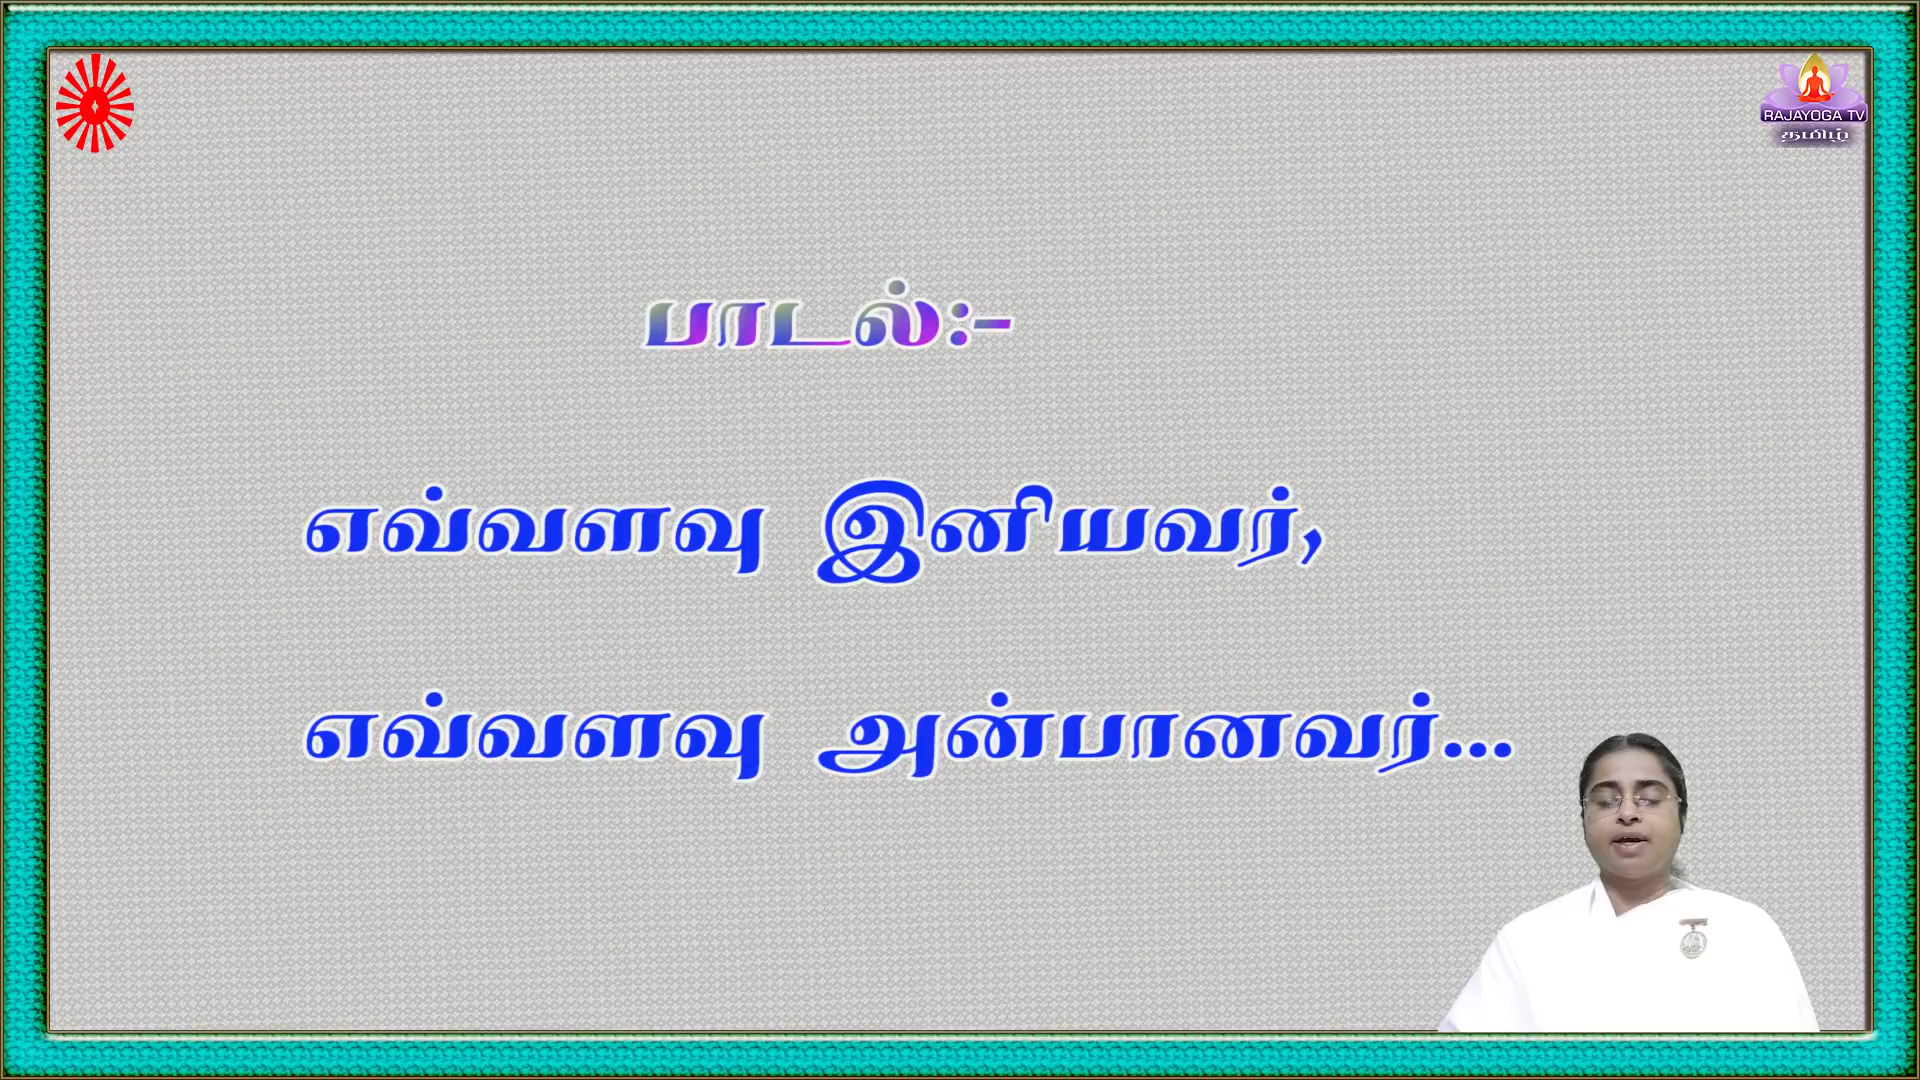 RAJAYOGA TV
தமிழ்
பாடல்:-
எவ்வளவு இனியவர்,
எவ்வளவு அன்பானவர்...